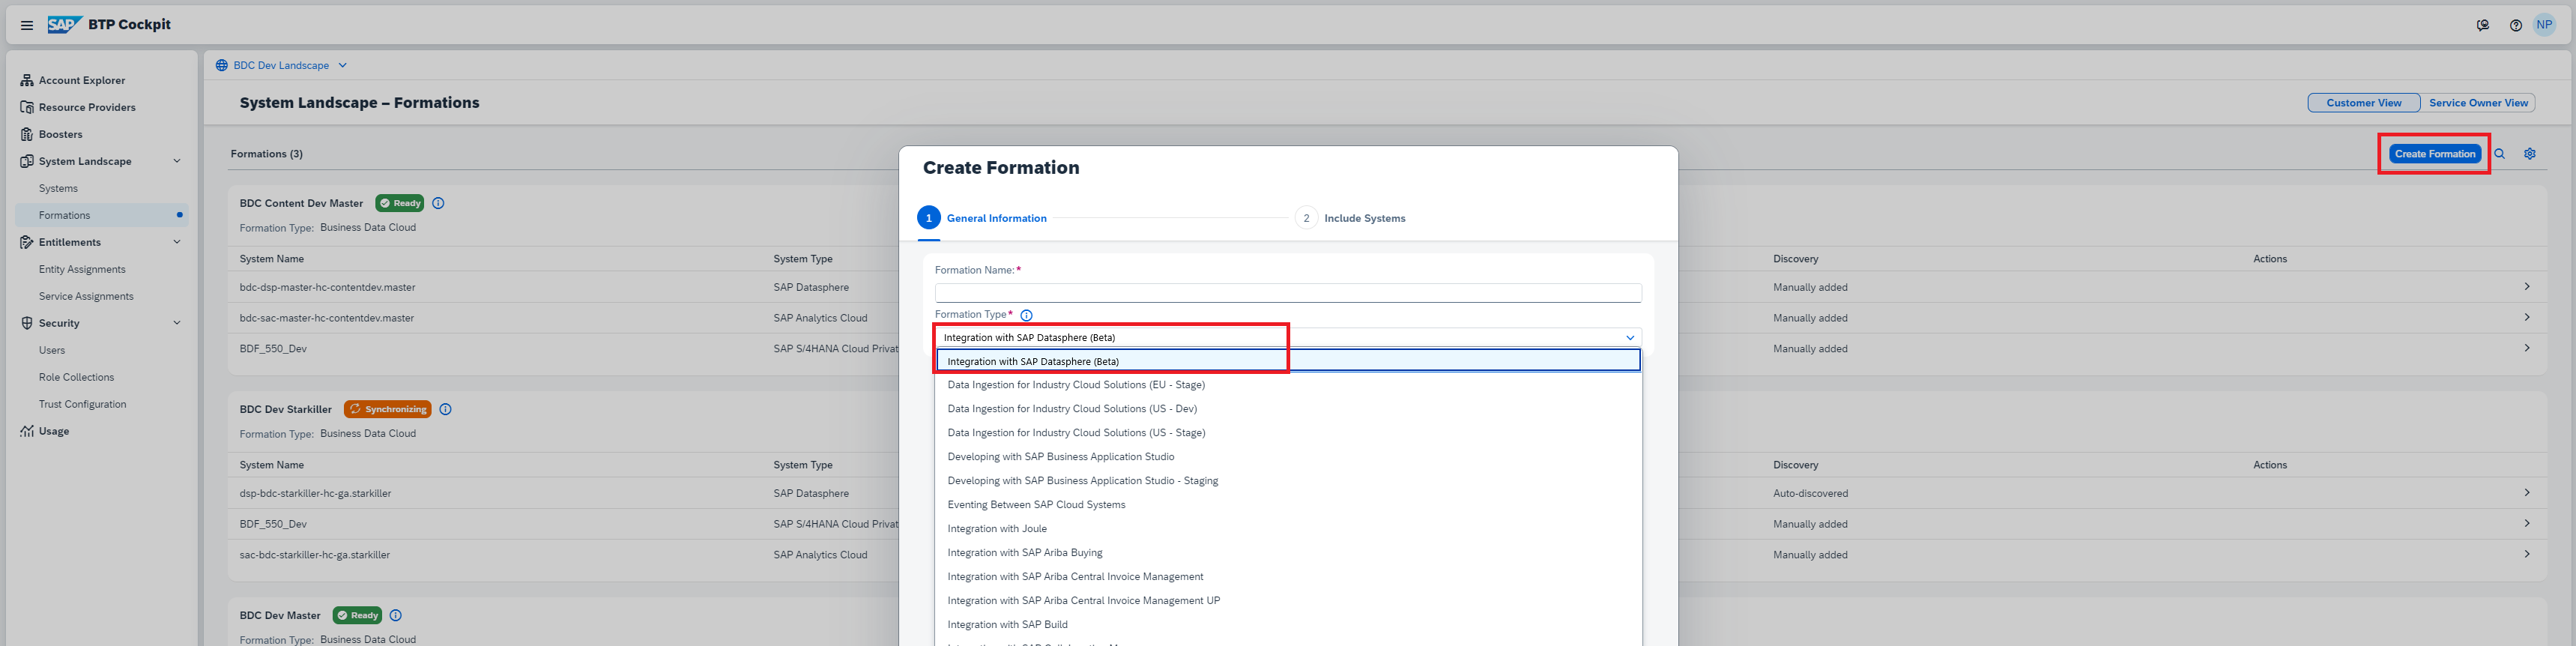 SAP BTP Cockpit
NP
Account Explorer
Resource Providers
Boosters
System Landscape
Systems
Formations
Entitlements
Entity Assignments
Service Assignments
Security
Users
Role Collections
Trust Configuration
Usage
BDC Dev Landscape
System Landscape – Formations
Customer View Service Owner View
Formations (3)
Create Formation
BDC Content Dev Master Ready
Formation Type: Business Data Cloud
System Name System Type Discovery Actions
bdc-dsp-master-hc-contentdev.master SAP Datasphere Manually added
bdc-sac-master-hc-contentdev.master SAP Analytics Cloud Manually added
BDF_550_Dev SAP S/4HANA Cloud Privat Manually added
BDC Dev Starkiller Synchronizing
Formation Type: Business Data Cloud
System Name System Type Discovery Actions
dsp-bdc-starkiller-hc-ga.starkiller SAP Datasphere Auto-discovered
BDF_550_Dev SAP S/4HANA Cloud Privat Manually added
sac-bdc-starkiller-hc-ga.starkiller SAP Analytics Cloud Manually added
BDC Dev Master Ready
Formation Type: Business Data Cloud
Create Formation
1 General Information 2 Include Systems
Formation Name:*
Formation Type*
Integration with SAP Datasphere (Beta)
Integration with SAP Datasphere (Beta)
Data Ingestion for Industry Cloud Solutions (EU - Stage)
Data Ingestion for Industry Cloud Solutions (US - Dev)
Data Ingestion for Industry Cloud Solutions (US - Stage)
Developing with SAP Business Application Studio
Developing with SAP Business Application Studio - Staging
Eventing Between SAP Cloud Systems
Integration with Joule
Integration with SAP Ariba Buying
Integration with SAP Ariba Central Invoice Management
Integration with SAP Ariba Central Invoice Management UP
Integration with SAP Build